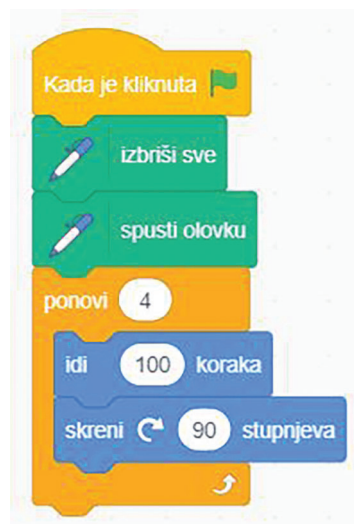 Kada je kliknuta
izbriši sve
spusti olovku
ponovi 4
idi 100 koraka
skreni 90 stupnjeva